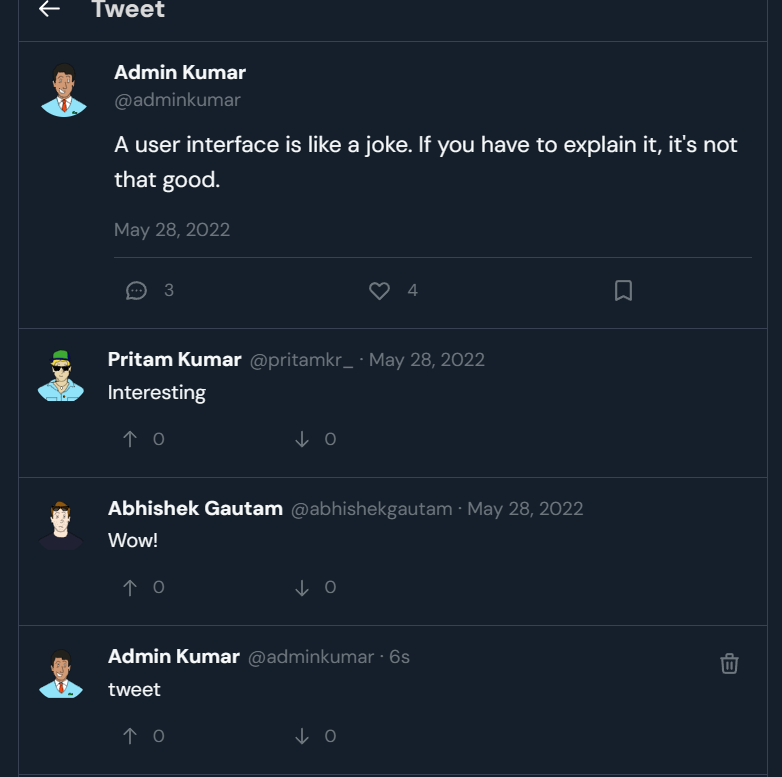 Tweet
Admin Kumar
@adminkumar
A user interface is like a joke. If you have to explain it, it's not
that good.
May 28, 2022
3 4
Pritam Kumar @pritamkr_ · May 28, 2022
Interesting
0 0
Abhishek Gautam @abhishekgautam · May 28, 2022
Wow!
0 0
Admin Kumar @adminkumar · 6s
tweet
0 0